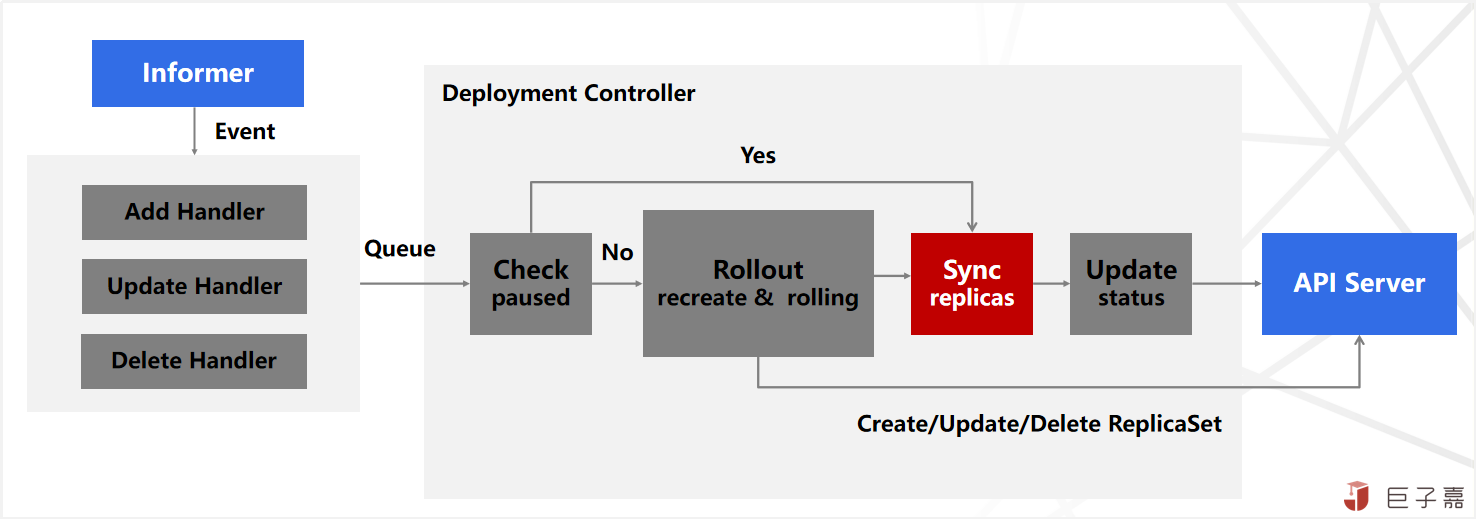 Informer
Event
Add Handler
Update Handler
Delete Handler
Queue
Deployment Controller
Yes
Check
paused
No
Rollout
recreate & rolling
Sync
replicas
Update
status
API Server
Create/Update/Delete ReplicaSet
巨子嘉